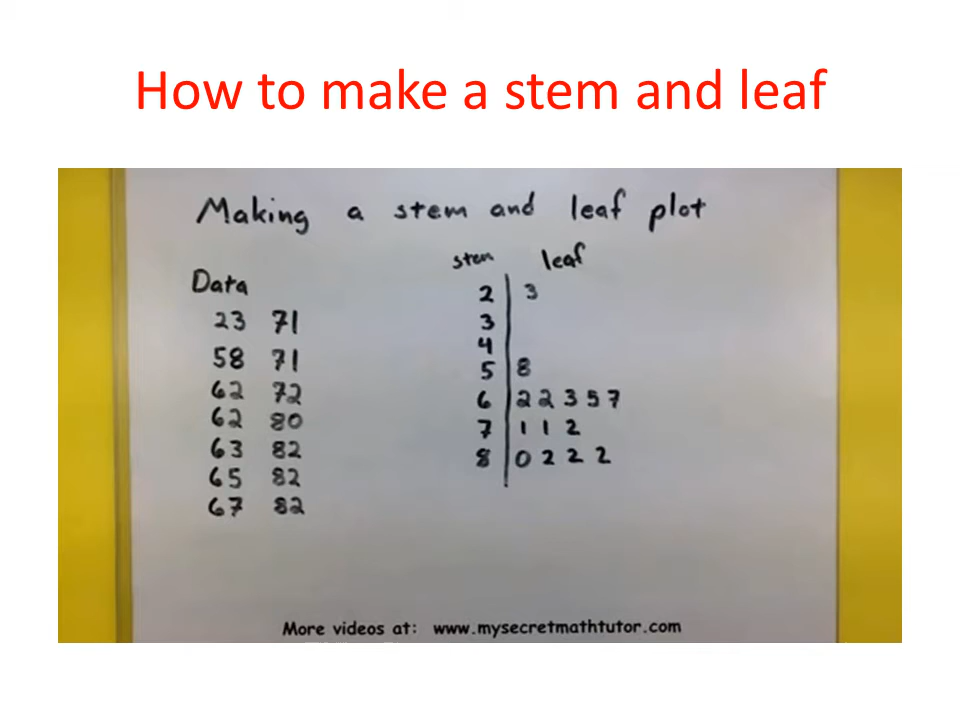 How to make a stem and leaf
Making a stem and leaf plot
Data
23 71
58 71
62 72
62 80
63 82
65 82
67 82
stem leaf
2 3
3
4
5 8
6 2 2 3 5 7
7 1 1 2
8 0 2 2 2
More videos at: www.mysecretmathtutor.com